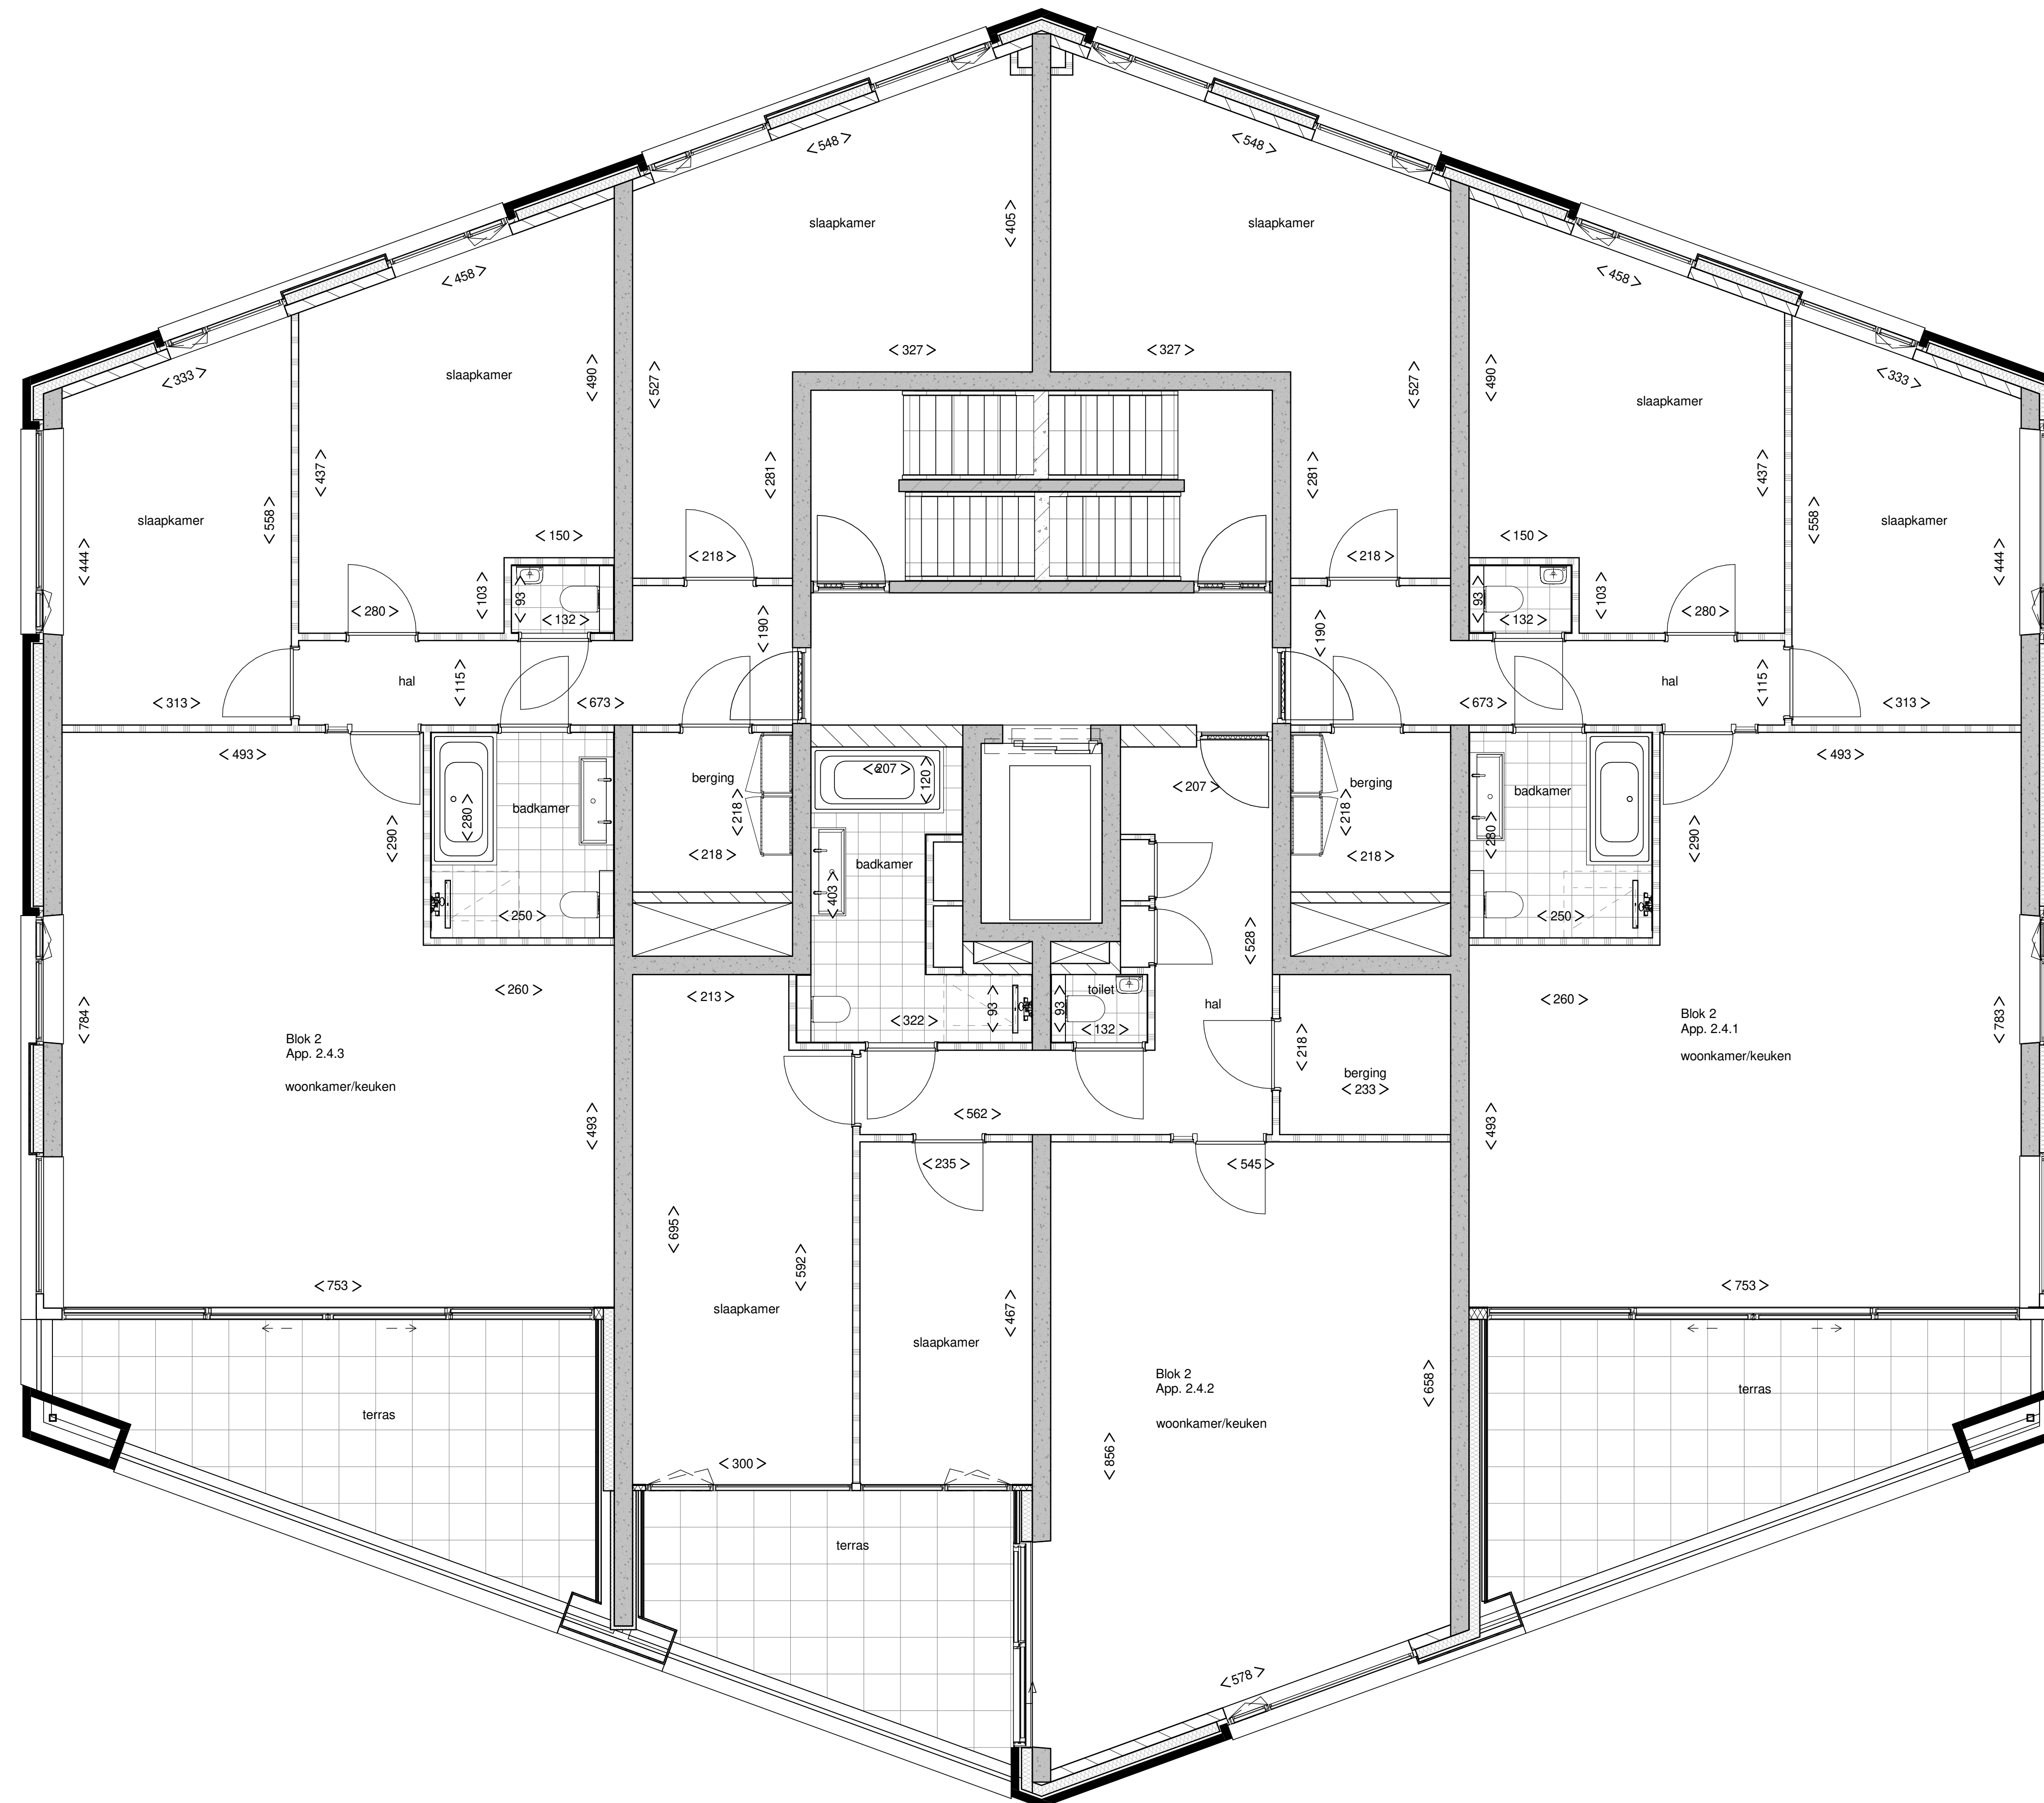 < 548 >
< 548 >
slaapkamer
< 405 >
slaapkamer
< 458 >
< 458 >
< 327 >
< 327 >
< 333 >
slaapkamer
< 490 >
< 527 >
< 527 >
< 490 >
slaapkamer
< 333 >
< 437 >
< 281 >
< 281 >
< 437 >
slaapkamer
< 558 >
< 444 >
< 150 >
< 218 >
< 218 >
< 150 >
< 558 >
slaapkamer
< 444 >
< 280 >
< 103 >
< 93 >
< 132 >
< 190 >
< 190 >
< 93 >
< 132 >
< 103 >
< 280 >
hal
< 115 >
hal
< 115 >
< 313 >
< 673 >
< 673 >
< 313 >
< 493 >
< 207 >
< 120 >
< 207 >
< 493 >
berging
berging
badkamer
< 280 >
< 218 >
< 218 >
badkamer
< 280 >
< 290 >
< 290 >
< 218 >
badkamer
< 218 >
< 403 >
< 250 >
< 250 >
< 528 >
< 260 >
< 213 >
< 93 >
toilet
< 93 >
hal
< 260 >
< 322 >
< 132 >
< 784 >
Blok 2
App. 2.4.3
woonkamer/keuken
< 218 >
Blok 2
App. 2.4.1
woonkamer/keuken
< 783 >
berging
< 233 >
< 493 >
< 562 >
< 493 >
< 235 >
< 545 >
< 695 >
< 592 >
< 753 >
< 753 >
slaapkamer
< 467 >
slaapkamer
< 658 >
Blok 2
App. 2.4.2
woonkamer/keuken
terras
terras
< 856 >
< 300 >
terras
< 578 >